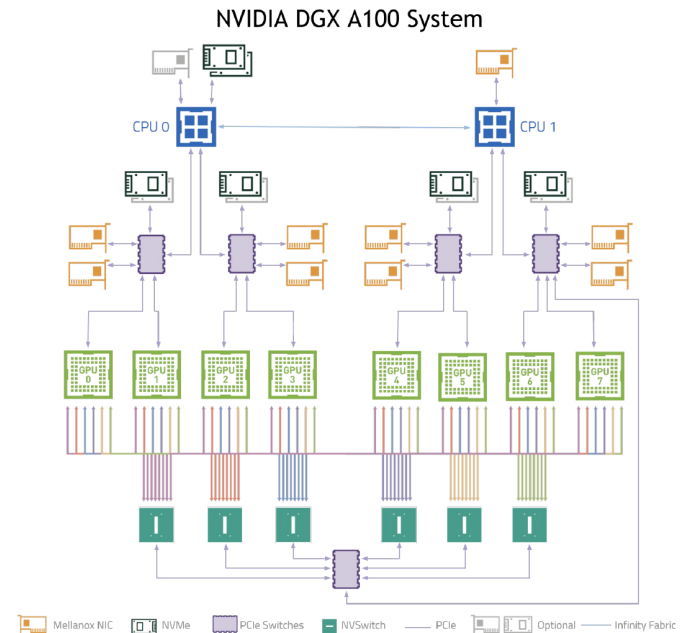 NVIDIA DGX A100 System
CPU 0
CPU 1
GPU 0
GPU 1
GPU 2
GPU 3
GPU 4
GPU 5
GPU 6
GPU 7
Mellanox NIC
NVMe
PCIe Switches
NVSwitch
PCIe
Optional
Infinity Fabric